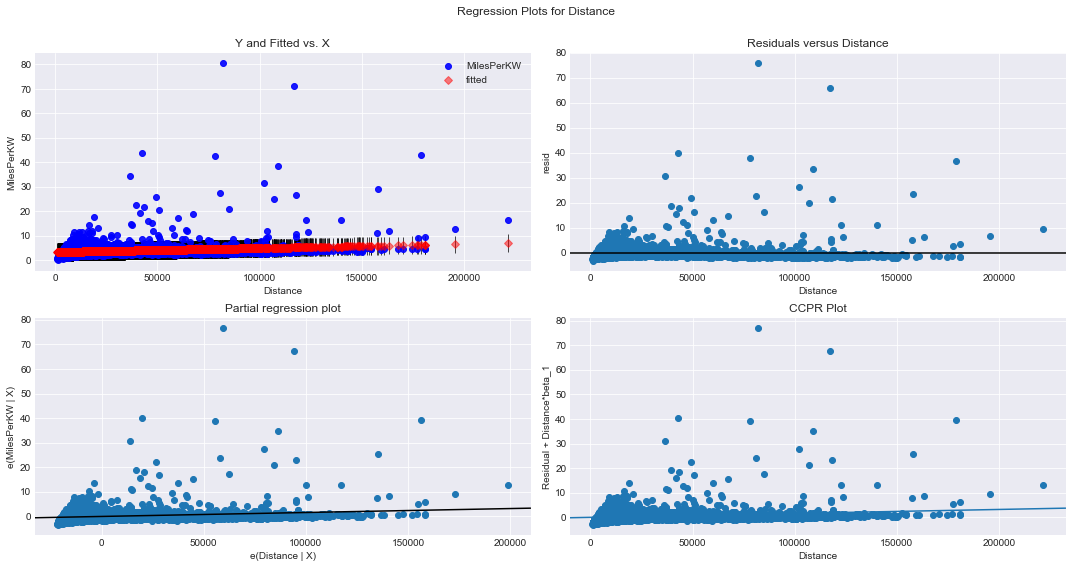 Regression Plots for Distance
Y and Fitted vs. X
MilesPerKW
fitted
80
70
60
50
40
30
20
10
0
MilesPerKW
0 50000 100000 150000 200000
Distance
Residuals versus Distance
80
70
60
50
40
30
20
10
0
resid
0 50000 100000 150000 200000
Distance
Partial regression plot
80
70
60
50
40
30
20
10
0
e(MilesPerKW | X)
0 50000 100000 150000 200000
e(Distance | X)
CCPR Plot
80
70
60
50
40
30
20
10
0
Residual + Distance*beta_1
0 50000 100000 150000 200000
Distance